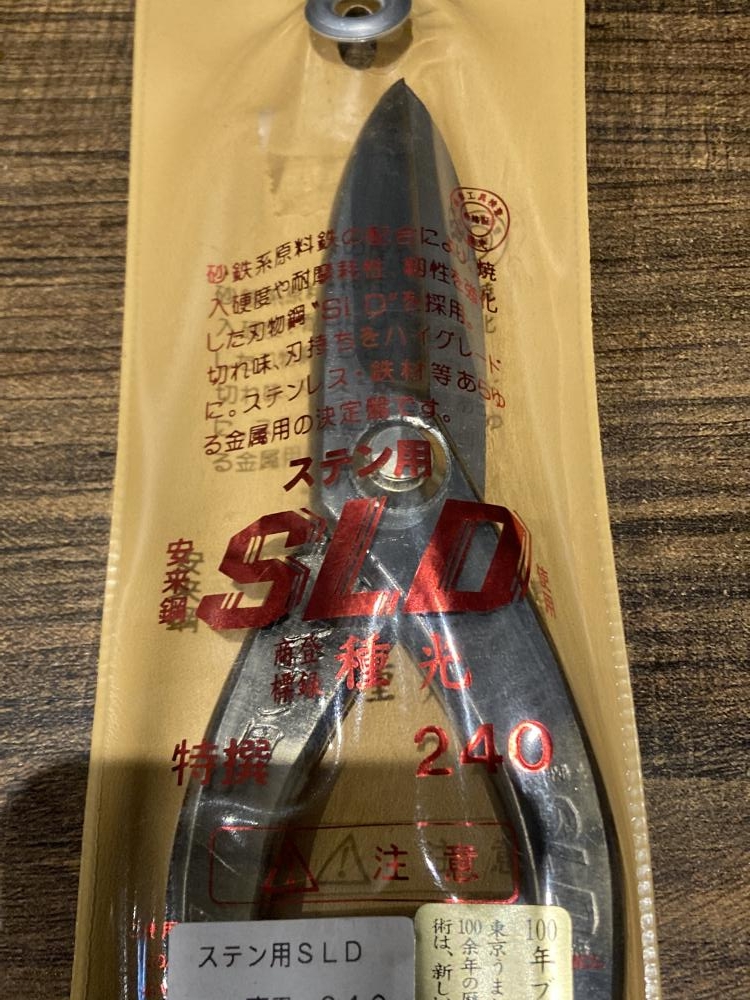 砂鉄系原料鉄の配合により焼
入硬度や耐摩耗性 靭性を強化
した刃物鋼“SLD”を採用。
切れ味、刃持ちをハイグレード
に。ステンレス・鉄材等あらゆ
る金属用の決定盤です。
ステン用
安来鋼
SLD
使用
登録
商標
種光
特撰
240
注意
ステン用SLD
240
100年ブ
東京うま
100余年の歴
術は、新しい